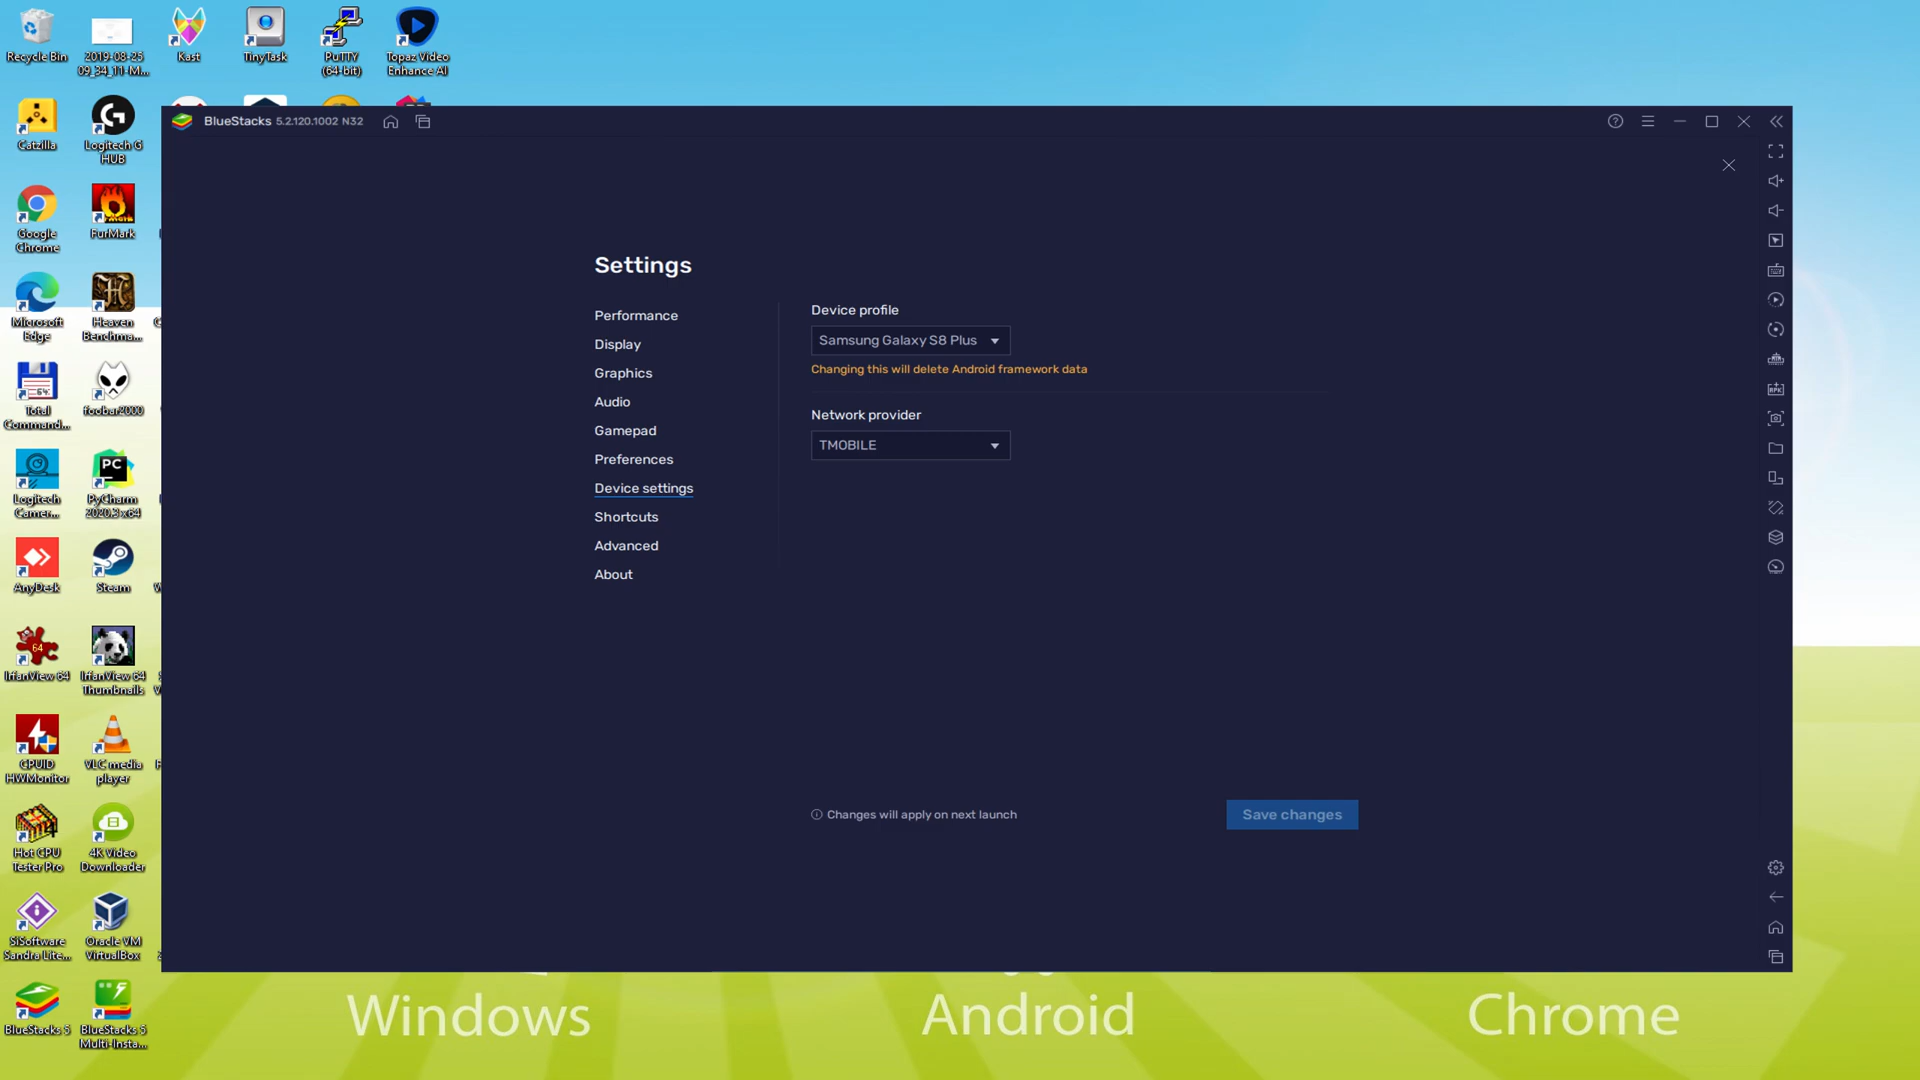 Recycle Bin
2019-08-25
09_34_11-M...
Kast
TinyTask
PuTTY
(64-bit)
Topaz Video
Enhance AI
Catzilla
Logitech G
HUB
Google
Chrome
FurMark
Microsoft
Edge
Heaven
Benchma...
Total
Command...
foobar2000
Logitech
Camer...
PyCharm
2020.3 x64
AnyDesk
Steam
IrfanView 64
IrfanView 64
Thumbnails
CPUID
HWMonitor
VLC media
player
Hot CPU
Tester Pro
4K Video
Downloader
SiSoftware
Sandra Lite...
Oracle VM
VirtualBox
BlueStacks 5
BlueStacks 5
Multi-Insta...
BlueStacks 5.2.120.1002 N32
Settings
Performance
Display
Graphics
Audio
Gamepad
Preferences
Device settings
Shortcuts
Advanced
About
Device profile
Samsung Galaxy S8 Plus
Changing this will delete Android framework data
Network provider
TMOBILE
Changes will apply on next launch
Save changes
Windows
Android
Chrome